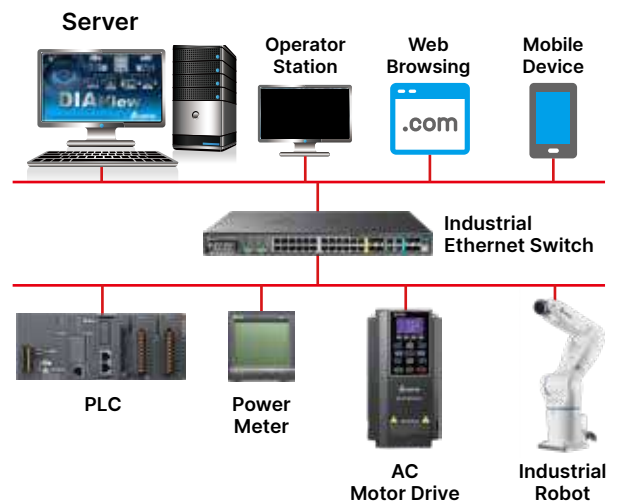 Server
Operator
Station
Web
Browsing
Mobile
Device
DIAView
.com
Industrial
Ethernet Switch
PLC
Power
Meter
AC
Motor Drive
Industrial
Robot